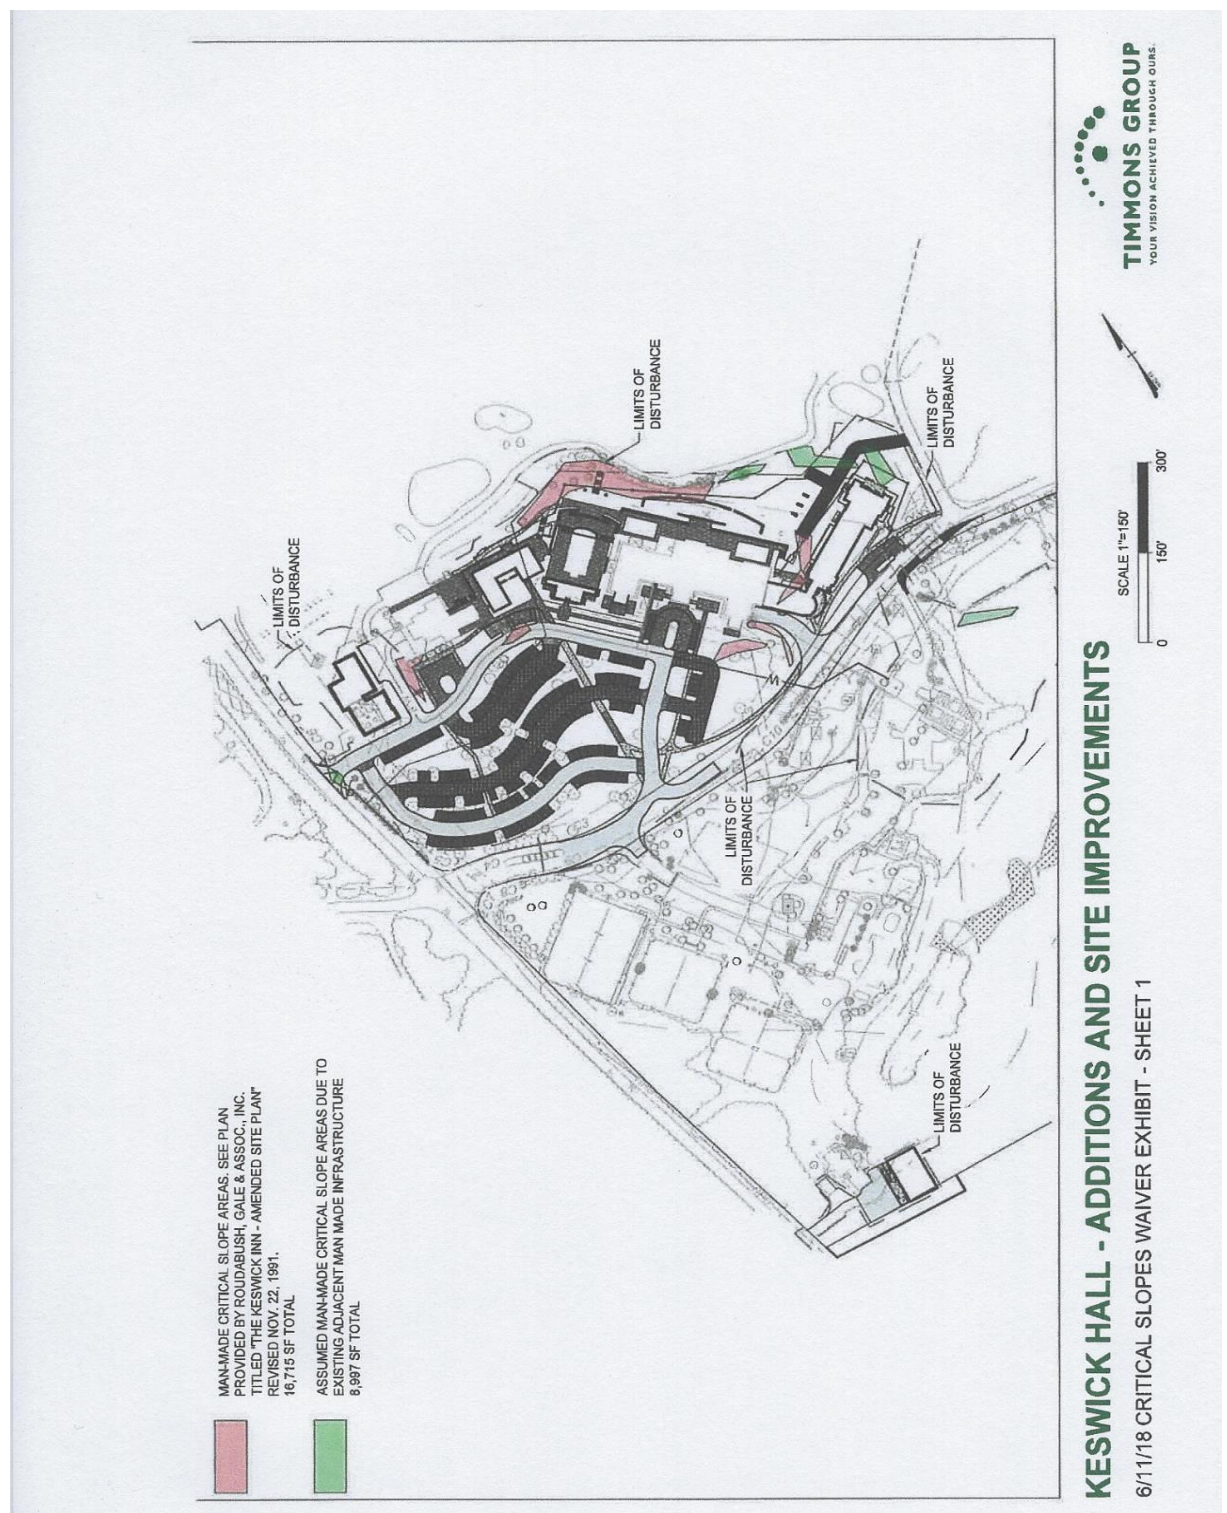 MAN-MADE CRITICAL SLOPE AREAS. SEE PLAN
PROVIDED BY ROUDABUSH, GALE & ASSOC., INC.
TITLED "THE KESWICK INN - AMENDED SITE PLAN"
REVISED NOV. 22, 1991.
16,715 SF TOTAL
ASSUMED MAN-MADE CRITICAL SLOPE AREAS DUE TO
EXISTING ADJACENT MAN MADE INFRASTRUCTURE
8,997 SF TOTAL
LIMITS OF
DISTURBANCE
LIMITS OF
DISTURBANCE
LIMITS OF
DISTURBANCE
LIMITS OF
DISTURBANCE
LIMITS OF
DISTURBANCE
W
KESWICK HALL - ADDITIONS AND SITE IMPROVEMENTS
6/11/18 CRITICAL SLOPES WAIVER EXHIBIT - SHEET 1
SCALE 1"=150'
0
150'
300'
TIMMONS GROUP
YOUR VISION ACHIEVED THROUGH OURS.